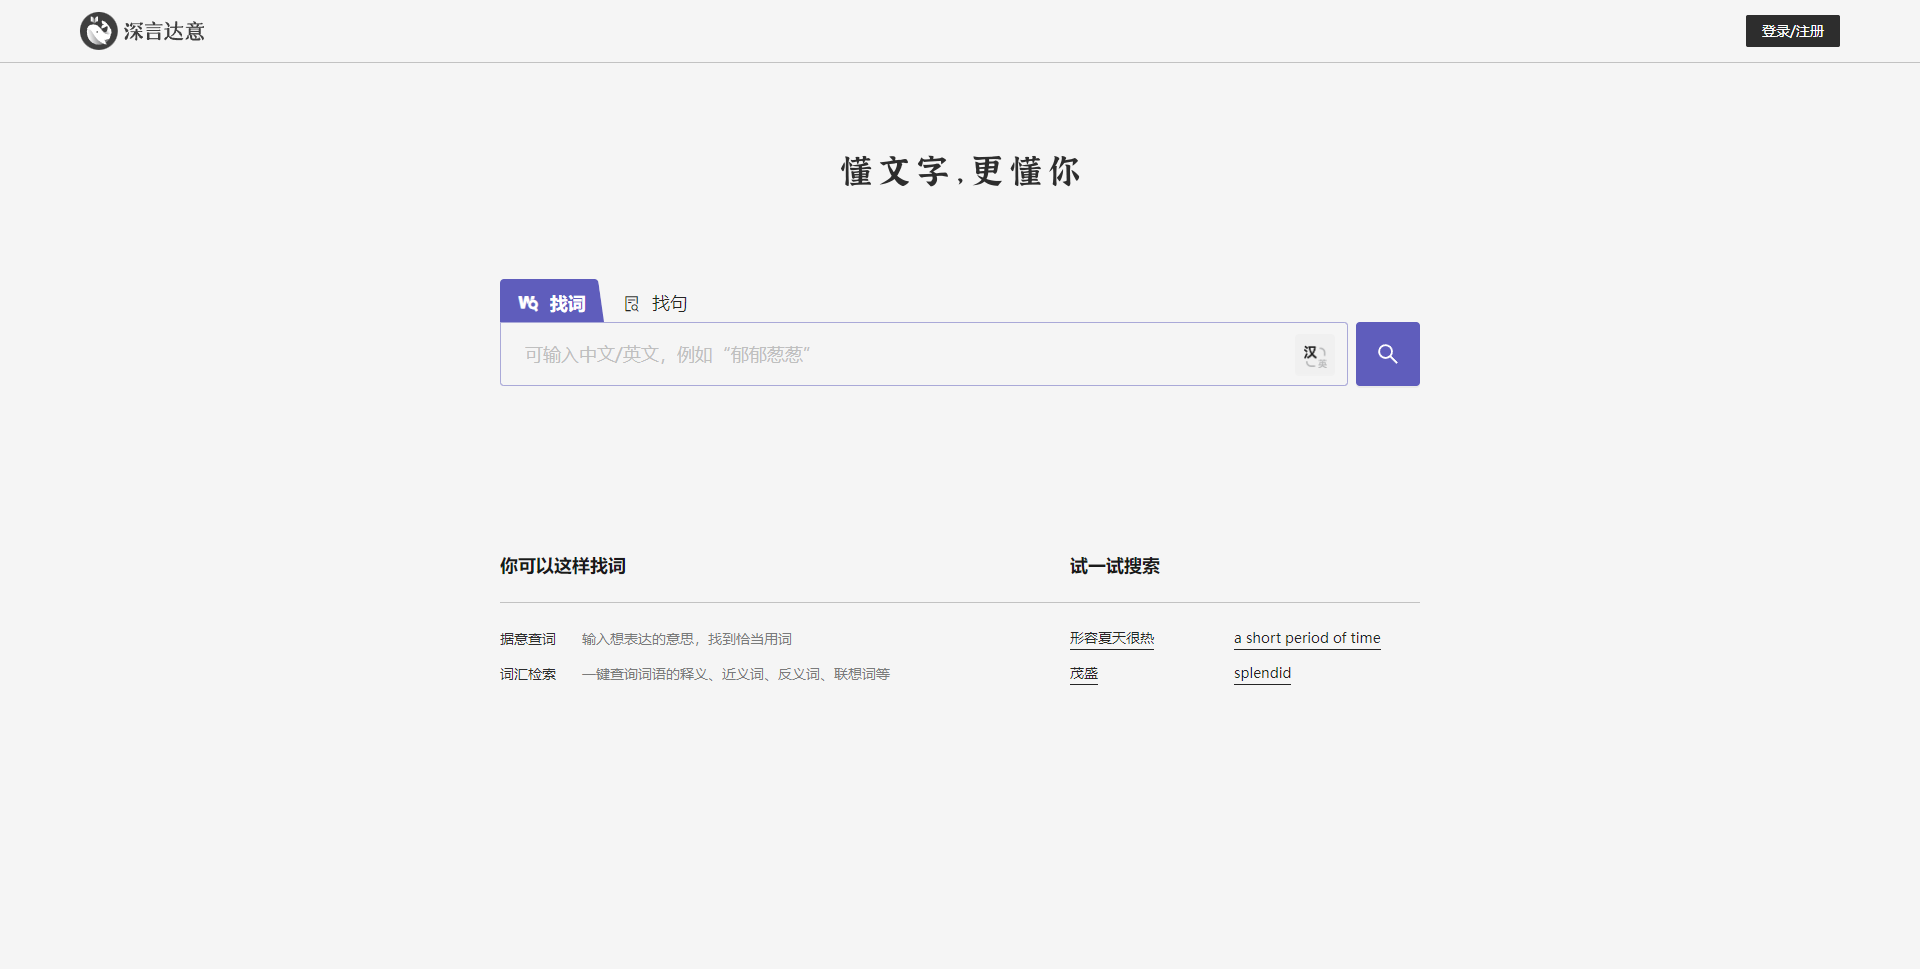 深言达意
登录/注册
懂文字,更懂你
找词
找句
可输入中文/英文，例如“郁郁葱葱”
汉
英
你可以这样找词
试一试搜索
据意查词 输入想表达的意思，找到恰当用词
形容夏天很热 a short period of time
词汇检索 一键查询词语的释义、近义词、反义词、联想词等
茂盛 splendid